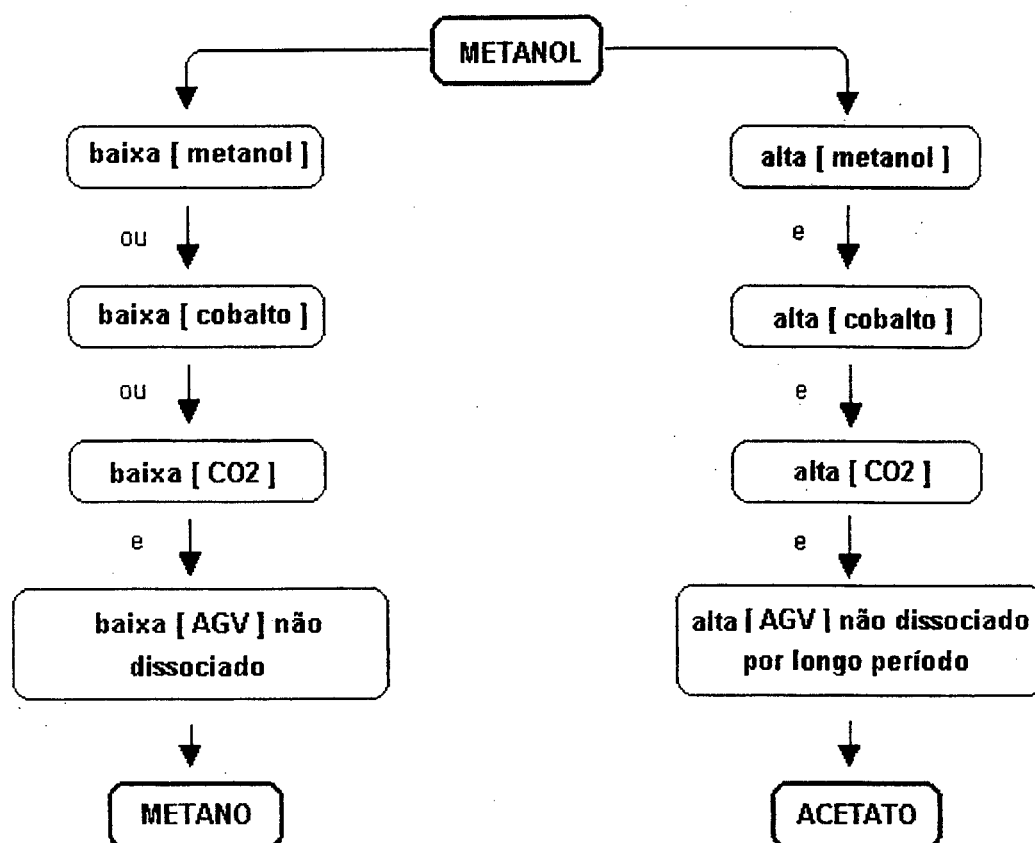 METANOL
baixa [ metanol ]
ou
baixa [ cobalto ]
ou
baixa [ CO2 ]
e
baixa [ AGV ] não
dissociado
METANO
alta [ metanol ]
e
alta [ cobalto ]
e
alta [ CO2 ]
e
alta [ AGV ] não dissociado
por longo período
ACETATO